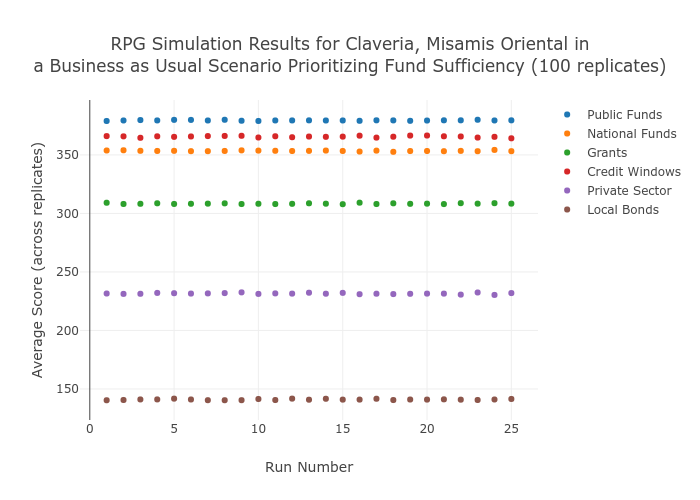 RPG Simulation Results for Claveria, Misamis Oriental in
a Business as Usual Scenario Prioritizing Fund Sufficiency (100 replicates)
Public Funds
National Funds
Grants
Credit Windows
Private Sector
Local Bonds
Average Score (across replicates)
350
300
250
200
150
0
5
10
15
20
25
Run Number